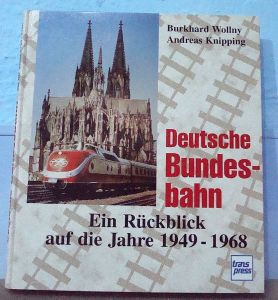 Burkhard Wollny
Andreas Knipping
Deutsche
Bundes-
bahn
Ein Rückblick
auf die Jahre 1949 - 1968
trans
press